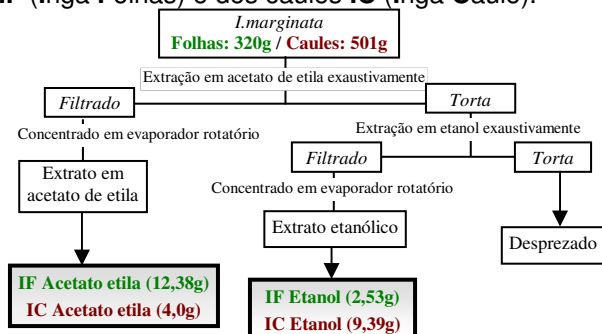 (Inga Folhas) e dos caules IC (Inga Caule).
I.marginata
Folhas: 320g / Caules: 501g
Extração em acetato de etila exaustivamente
Filtrado
Torta
Concentrado em evaporador rotatório
Extração em etanol exaustivamente
Extrato em
acetato de etila
Filtrado
Torta
Concentrado em evaporador rotatório
Extrato etanólico
Desprezado
IF Acetato etila (12,38g)
IC Acetato etila (4,0g)
IF Etanol (2,53g)
IC Etanol (9,39g)